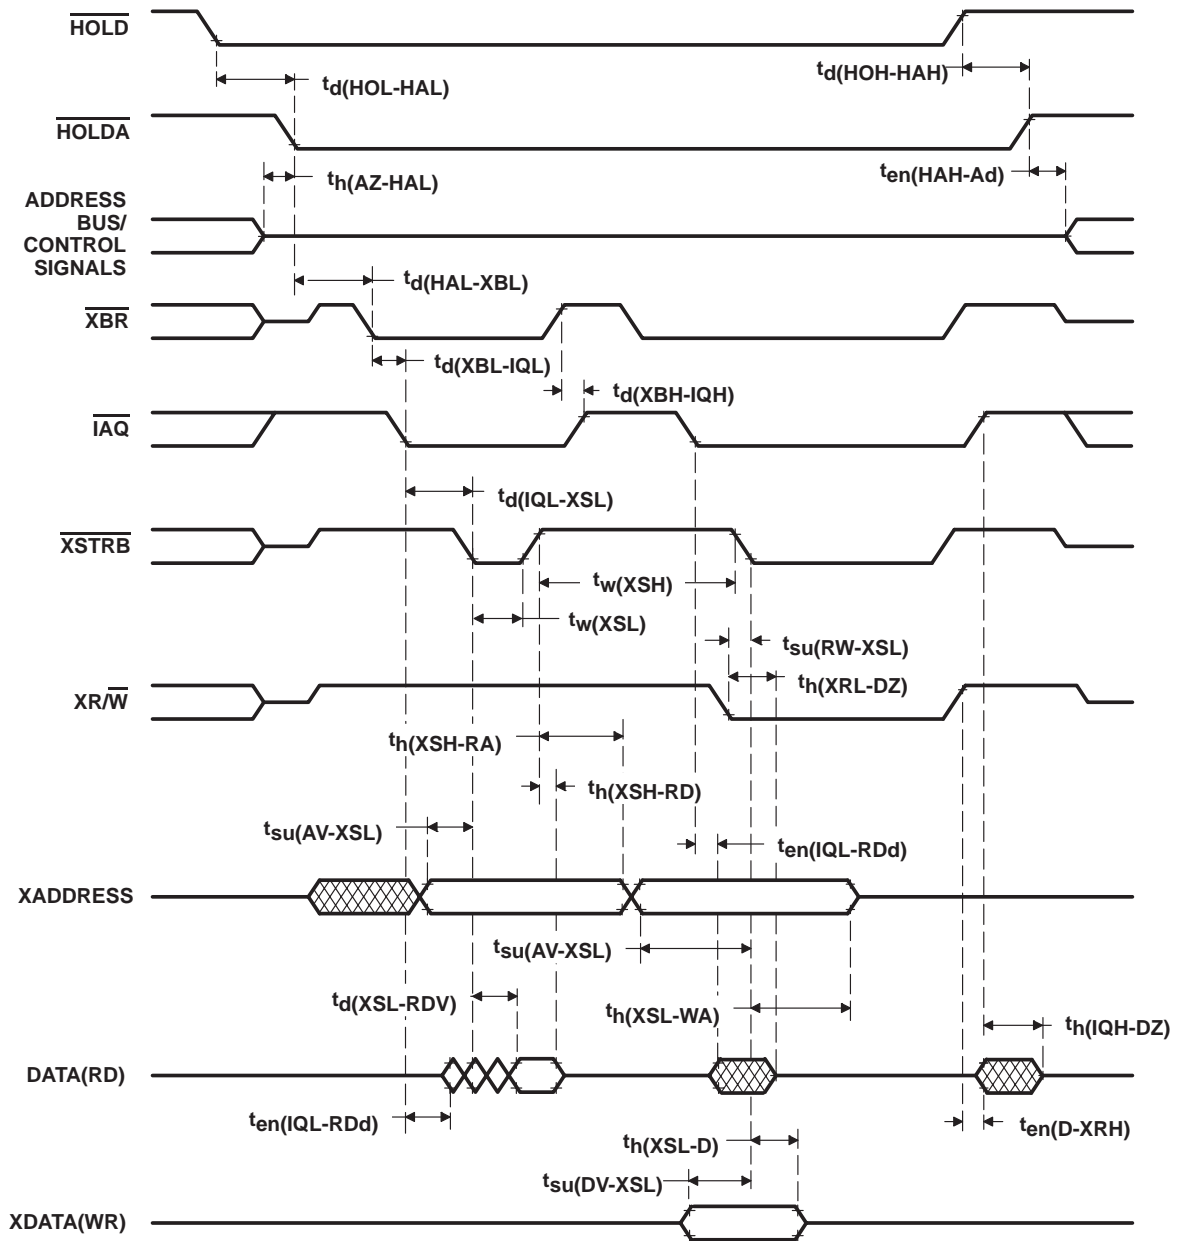 HOLD
td(HOL-HAL)
td(HOH-HAH)
HOLDA
th(AZ-HAL)
ten(HAH-Ad)
ADDRESS
BUS/
CONTROL
SIGNALS
td(HAL-XBL)
XBR
td(XBL-IQL)
td(XBH-IQH)
IAQ
td(IQL-XSL)
XSTRB
tw(XSH)
tw(XSL)
tsu(RW-XSL)
th(XRL-DZ)
XR/W
th(XSH-RA)
th(XSH-RD)
tsu(AV-XSL)
ten(IQL-RDd)
XADDRESS
tsu(AV-XSL)
td(XSL-RDV)
th(XSL-WA)
th(IQH-DZ)
DATA(RD)
ten(IQL-RDd)
ten(D-XRH)
th(XSL-D)
tsu(DV-XSL)
XDATA(WR)